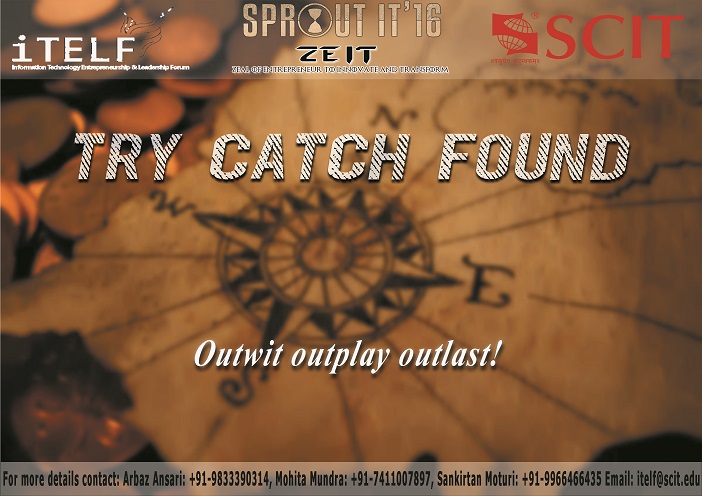 iTELF
Information Technology Entrepreneurship & Leadership Forum
SPROUT IT'16
ZEIT
ZEAL OF ENTREPRENEUR TO INNOVATE AND TRANSFORM
SCIT
TRY CATCH FOUND
N
W
E
S
Outwit outplay outlast!
For more details contact: Arbaz Ansari: +91-9833390314, Mohita Mundra: +91-7411007897, Sankirtan Moturi: +91-9966466435 Email: itelf@scit.edu